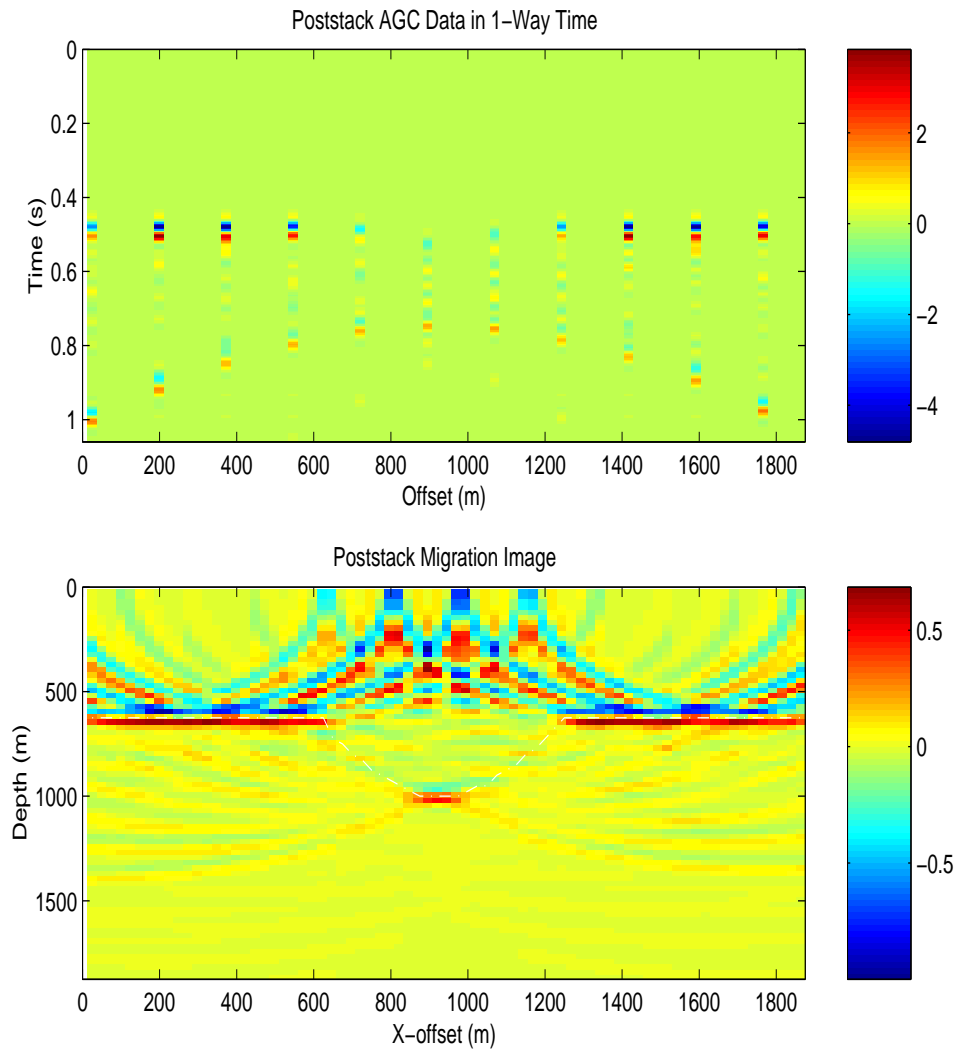 Poststack AGC Data in 1−Way Time
0
0.2
0.4
0.6
0.8
1
Time (s)
0 200 400 600 800 1000 1200 1400 1600 1800
Offset (m)
2
0
−2
−4
Poststack Migration Image
0
500
1000
1500
Depth (m)
0 200 400 600 800 1000 1200 1400 1600 1800
X−offset (m)
0.5
0
−0.5